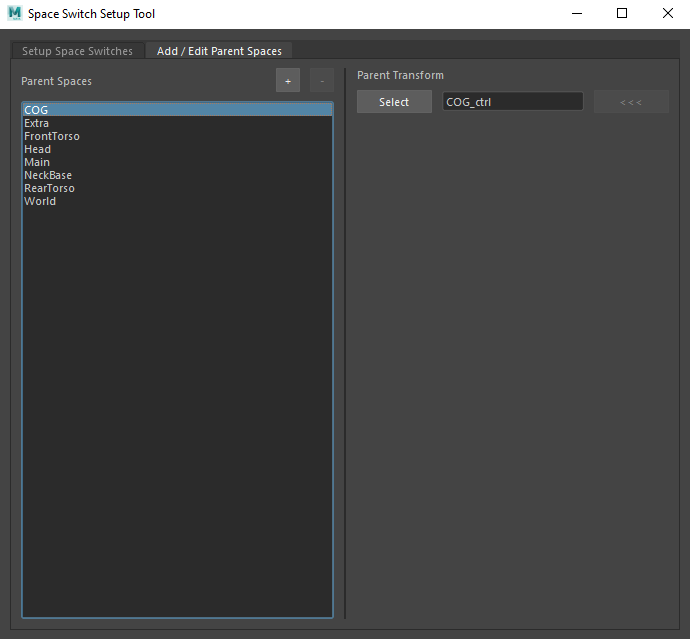 Space Switch Setup Tool
Setup Space Switches
Add / Edit Parent Spaces
Parent Spaces
+
-
COG
Extra
FrontTorso
Head
Main
NeckBase
RearTorso
World
Parent Transform
Select
COG_ctrl
<<<